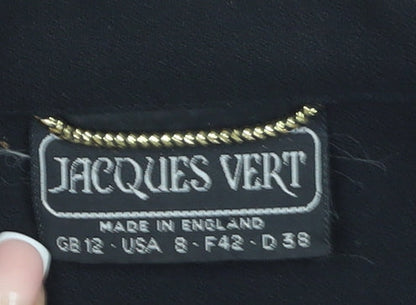 JACQUES VERT
MADE IN ENGLAND
GB 12 · USA 8 · F42 · D 38